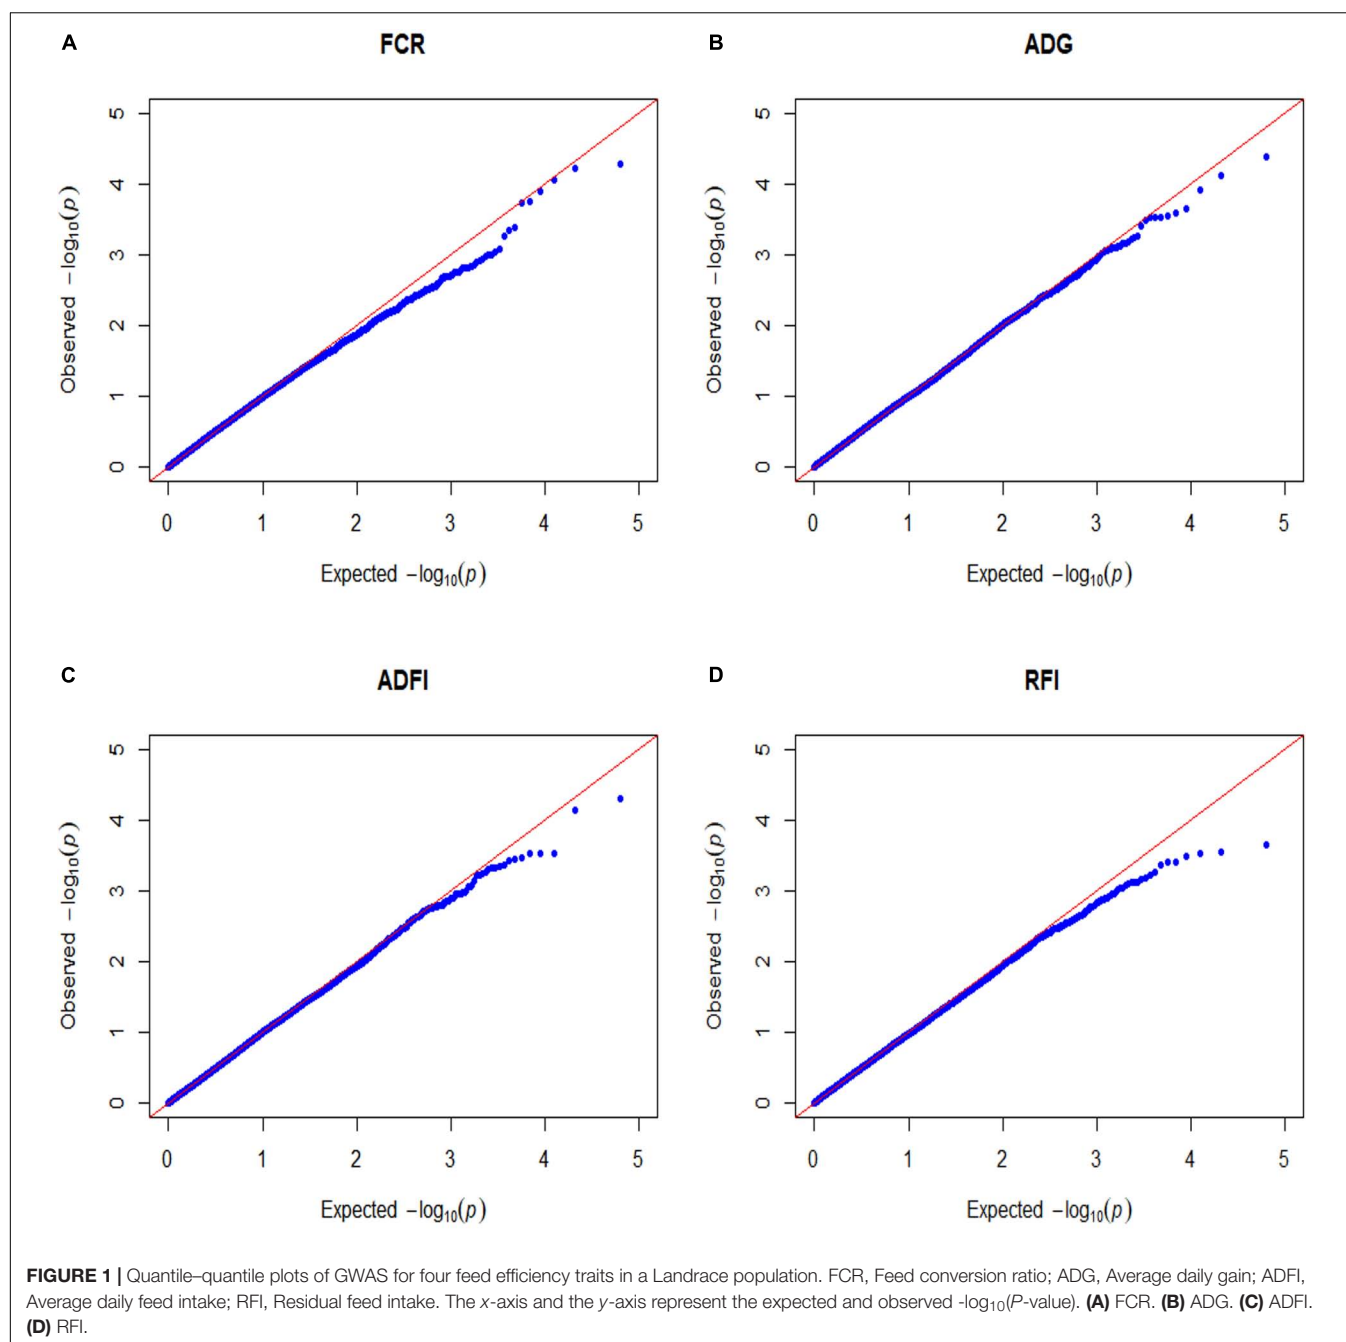 A
FCR
5
4
3
2
1
0
Observed −log10(p)
0 1 2 3 4 5
Expected −log10(p)
B
ADG
5
4
3
2
1
0
Observed −log10(p)
0 1 2 3 4 5
Expected −log10(p)
C
ADFI
5
4
3
2
1
0
Observed −log10(p)
0 1 2 3 4 5
Expected −log10(p)
D
RFI
5
4
3
2
1
0
Observed −log10(p)
0 1 2 3 4 5
Expected −log10(p)
FIGURE 1 | Quantile–quantile plots of GWAS for four feed efficiency traits in a Landrace population. FCR, Feed conversion ratio; ADG, Average daily gain; ADFI,
Average daily feed intake; RFI, Residual feed intake. The x-axis and the y-axis represent the expected and observed -log10(P-value). (A) FCR. (B) ADG. (C) ADFI.
(D) RFI.